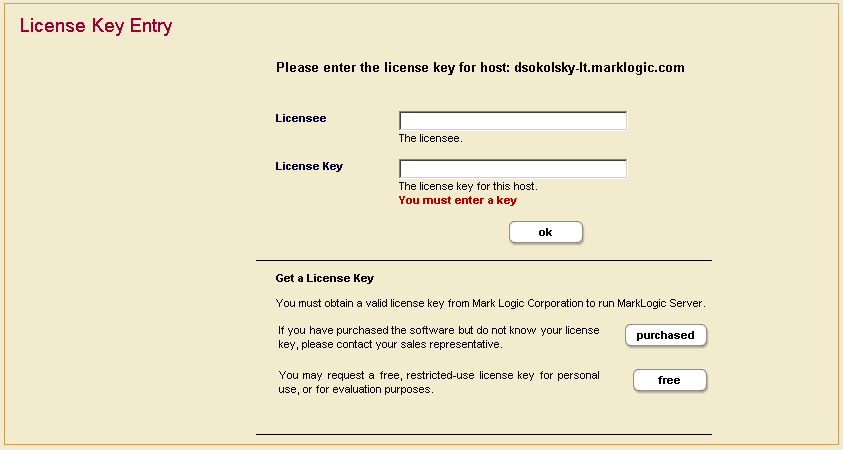 License Key Entry
Please enter the license key for host: dsokolsky-lt.marklogic.com
Licensee
The licensee.
License Key
The license key for this host.
You must enter a key
ok
Get a License Key
You must obtain a valid license key from Mark Logic Corporation to run MarkLogic Server.
If you have purchased the software but do not know your license
key, please contact your sales representative.
purchased
You may request a free, restricted-use license key for personal
use, or for evaluation purposes.
free